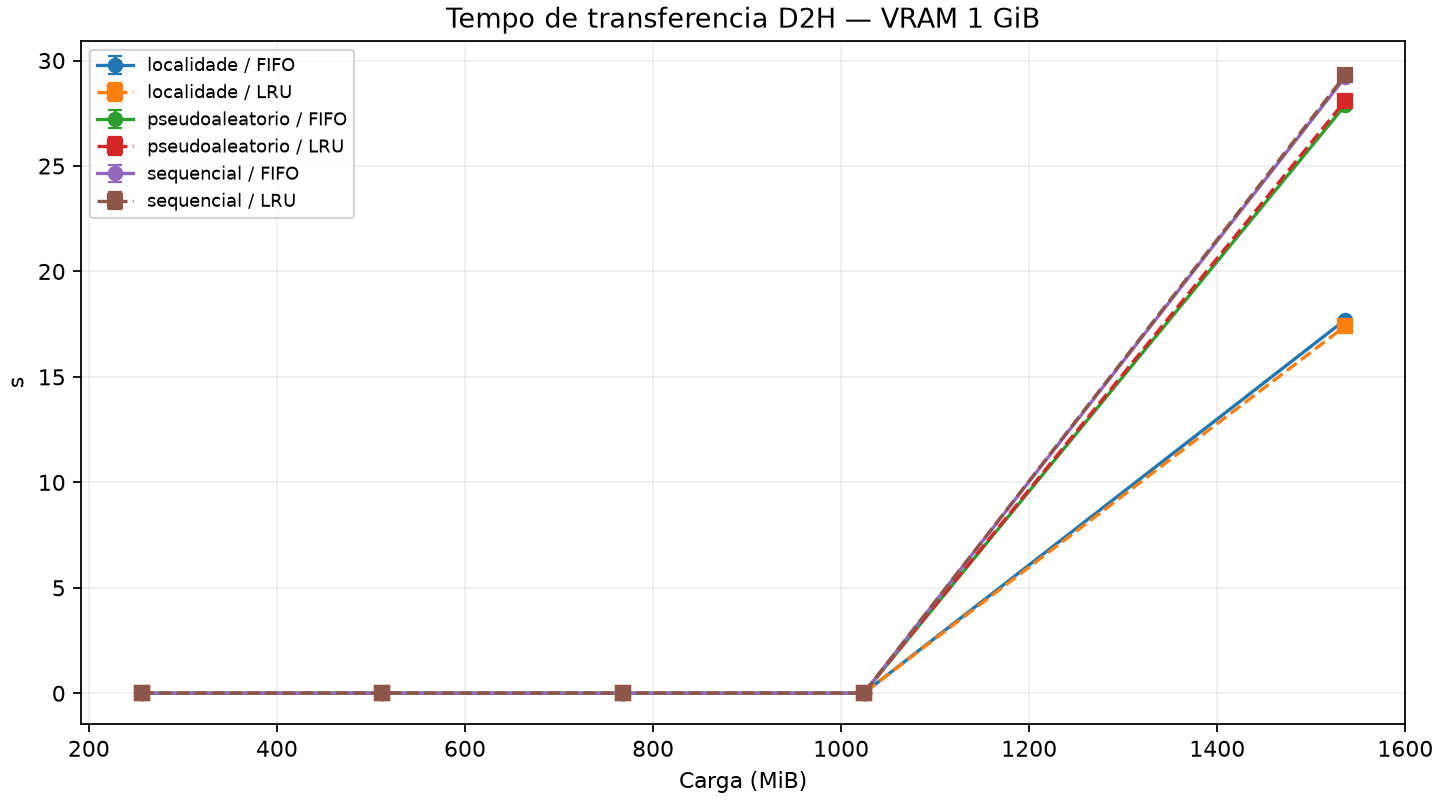 Tempo de transferencia D2H — VRAM 1 GiB
localidade / FIFO
localidade / LRU
pseudoaleatorio / FIFO
pseudoaleatorio / LRU
sequencial / FIFO
sequencial / LRU
30
25
20
15
10
5
0
s
200 400 600 800 1000 1200 1400 1600
Carga (MiB)